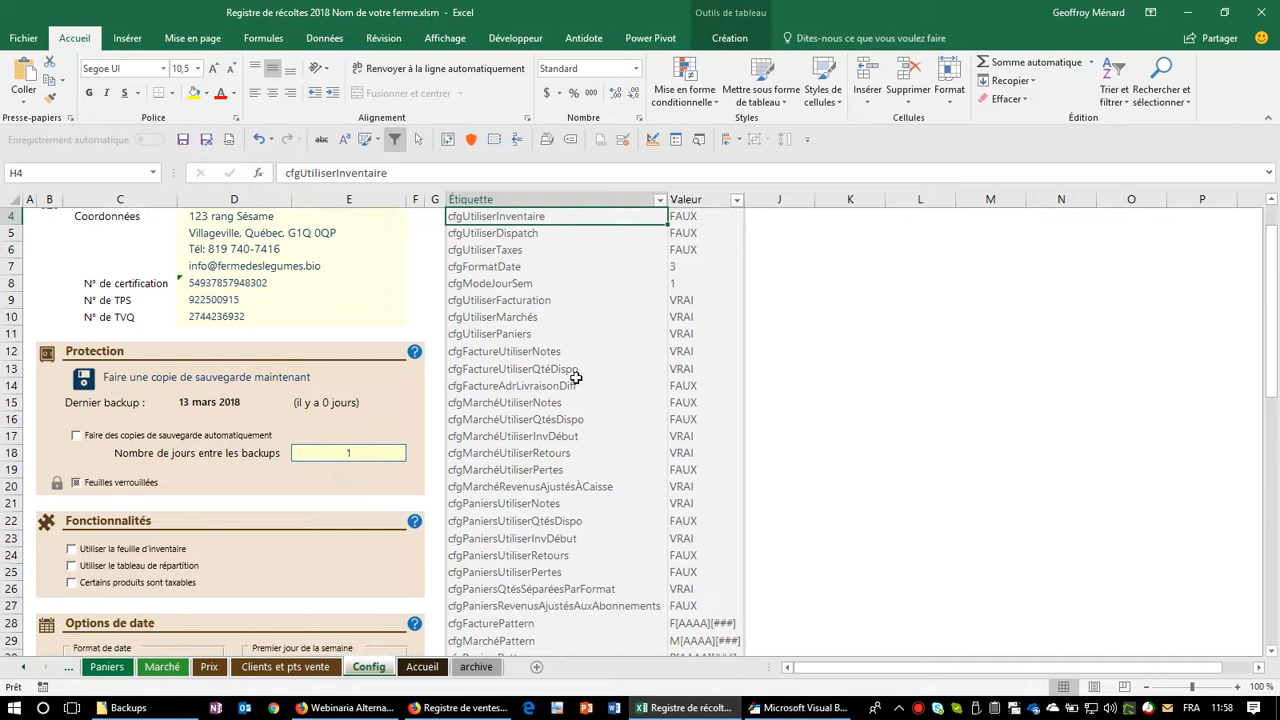 Registre de récoltes 2018 Nom de votre ferme.xlsm - Excel
Outils de tableau
Geoffroy Ménard
Fichier Accueil Insérer Mise en page Formules Données Révision Affichage Développeur Antidote Power Pivot Création Dites-nous ce que vous voulez faire Partager
Coller
Segoe UI 10,5
G I S
Renvoyer à la ligne automatiquement
Fusionner et centrer
Standard
$ % 000
Mise en forme conditionnelle
Mettre sous forme de tableau
Styles de cellules
Insérer Supprimer Format
Somme automatique
Recopier
Effacer
Trier et filtrer
Rechercher et sélectionner
Presse-papiers Police Alignement Nombre Styles Cellules Édition
Enregistrement automatique abc
H4 fx cfgUtiliserInventaire
A B C D E F G Étiquette Valeur J K L M N O P
4 Coordonnées 123 rang Sésame cfgUtiliserInventaire FAUX
5 Villageville, Québec, G1Q 0QP cfgUtiliserDispatch FAUX
6 Tél: 819 740-7416 cfgUtiliserTaxes FAUX
7 info@fermedeslegumes.bio cfgFormatDate 3
8 N° de certification 54937857948302 cfgModeJourSem 1
9 N° de TPS 922500915 cfgUtiliserFacturation VRAI
10 N° de TVQ 2744236932 cfgUtiliserMarchés VRAI
11 cfgUtiliserPaniers VRAI
12 Protection cfgFactureUtiliserNotes VRAI
13 Faire une copie de sauvegarde maintenant cfgFactureUtiliserQtéDispo VRAI
14 cfgFactureAdrLivraisonDiff FAUX
15 Dernier backup : 13 mars 2018 (il y a 0 jours) cfgMarchéUtiliserNotes FAUX
16 cfgMarchéUtiliserQtésDispo FAUX
17 Faire des copies de sauvegarde automatiquement cfgMarchéUtiliserInvDébut VRAI
18 Nombre de jours entre les backups 1 cfgMarchéUtiliserRetours VRAI
19 cfgMarchéUtiliserPertes FAUX
20 Feuilles verrouillées cfgMarchéRevenusAjustésÀCaisse VRAI
21 cfgPaniersUtiliserNotes VRAI
22 Fonctionnalités cfgPaniersUtiliserQtésDispo FAUX
23 cfgPaniersUtiliserInvDébut VRAI
24 Utiliser la feuille d'inventaire cfgPaniersUtiliserRetours FAUX
25 Utiliser le tableau de répartition cfgPaniersUtiliserPertes FAUX
26 Certains produits sont taxables cfgPaniersQtésSéparéesParFormat VRAI
27 cfgPaniersRevenusAjustésAuxAbonnements FAUX
28 Options de date cfgFacturePattern F[AAAA][###]
29 Format de date Premier jour de la semaine cfgMarchéPattern M[AAAA][###]
... Paniers Marché Prix Clients et pts vente Config Accueil archive
Prêt 100 %
Backups Webinaria Alterna... Registre de ventes... Registre de récolt... Microsoft Visual B... 11:58